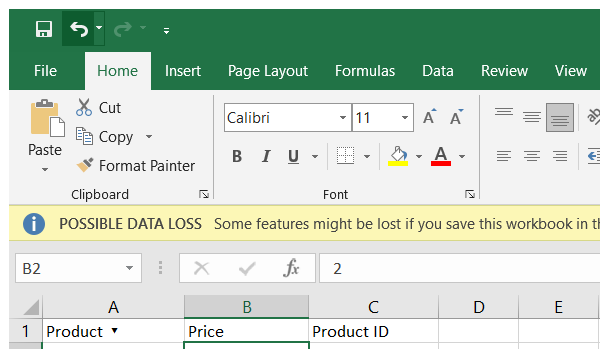 File Home Insert Page Layout Formulas Data Review View
Cut
Calibri 11 A A
Copy
Paste
Format Painter
B I U A
Clipboard Font
POSSIBLE DATA LOSS Some features might be lost if you save this workbook in th
B2 fx 2
A B C D E
1 Product Price Product ID